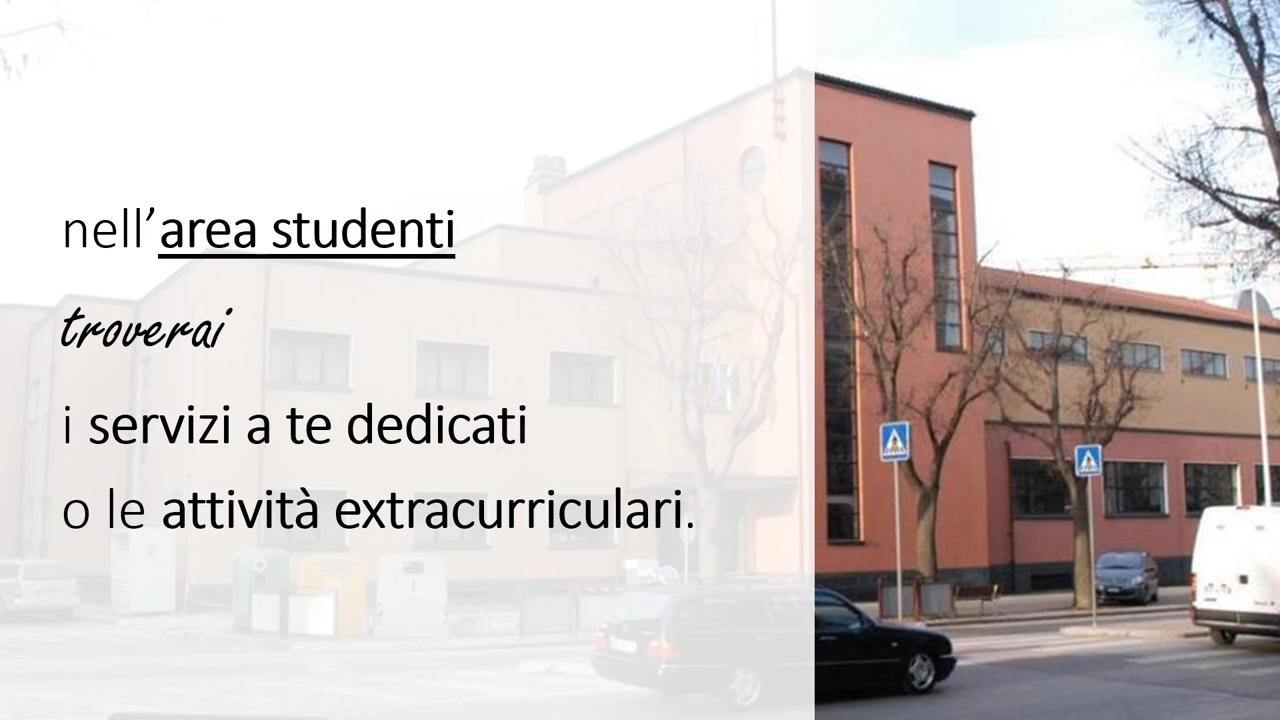 nell’area studenti
troverai
i servizi a te dedicati
o le attività extracurriculari.